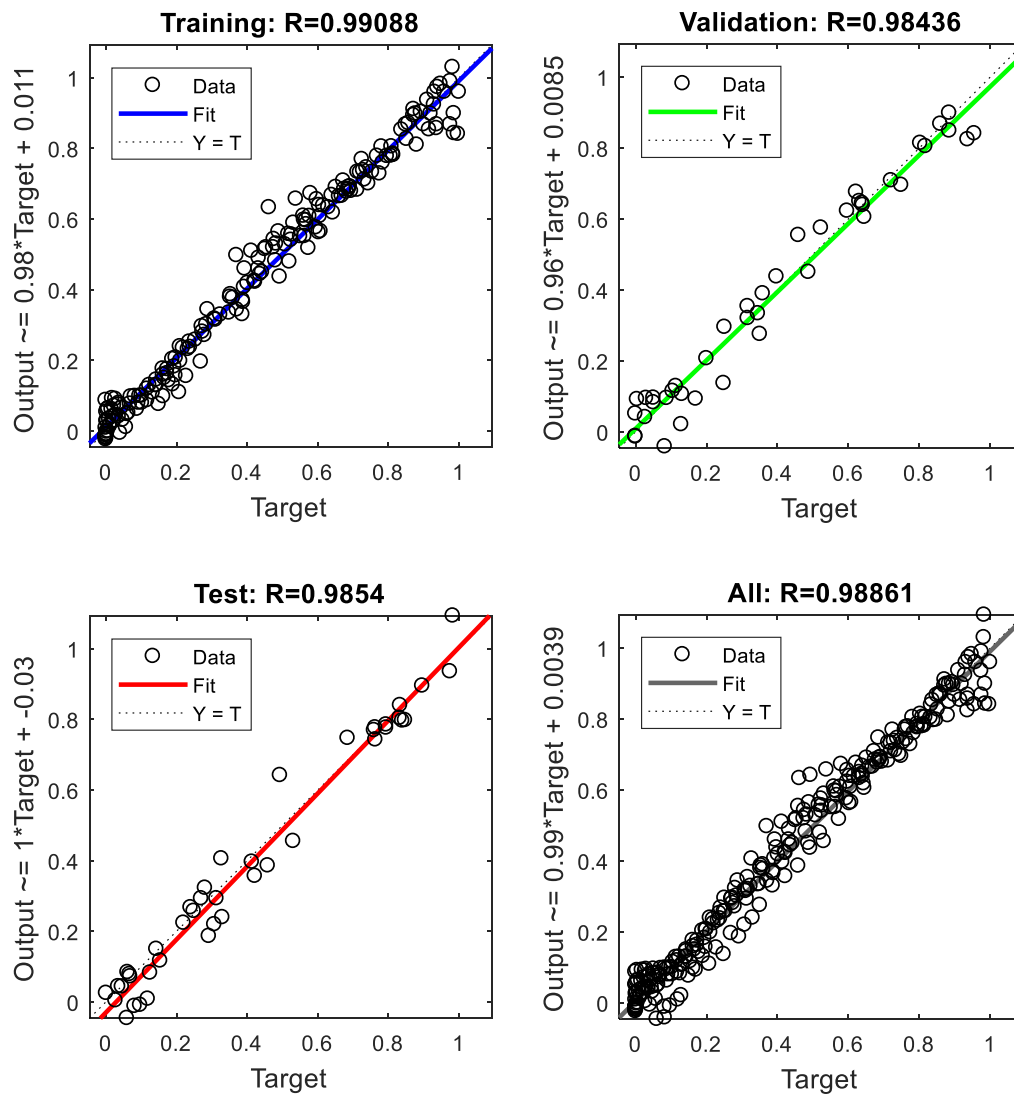 Training: R=0.99088
Output ~= 0.98*Target + 0.011
1
0.8
0.6
0.4
0.2
0
Data
Fit
Y = T
0 0.2 0.4 0.6 0.8 1
Target
Validation: R=0.98436
Output ~= 0.96*Target + 0.0085
1
0.8
0.6
0.4
0.2
0
Data
Fit
Y = T
0 0.2 0.4 0.6 0.8 1
Target
Test: R=0.9854
Output ~= 1*Target + -0.03
1
0.8
0.6
0.4
0.2
0
Data
Fit
Y = T
0 0.2 0.4 0.6 0.8 1
Target
All: R=0.98861
Output ~= 0.99*Target + 0.0039
1
0.8
0.6
0.4
0.2
0
Data
Fit
Y = T
0 0.2 0.4 0.6 0.8 1
Target